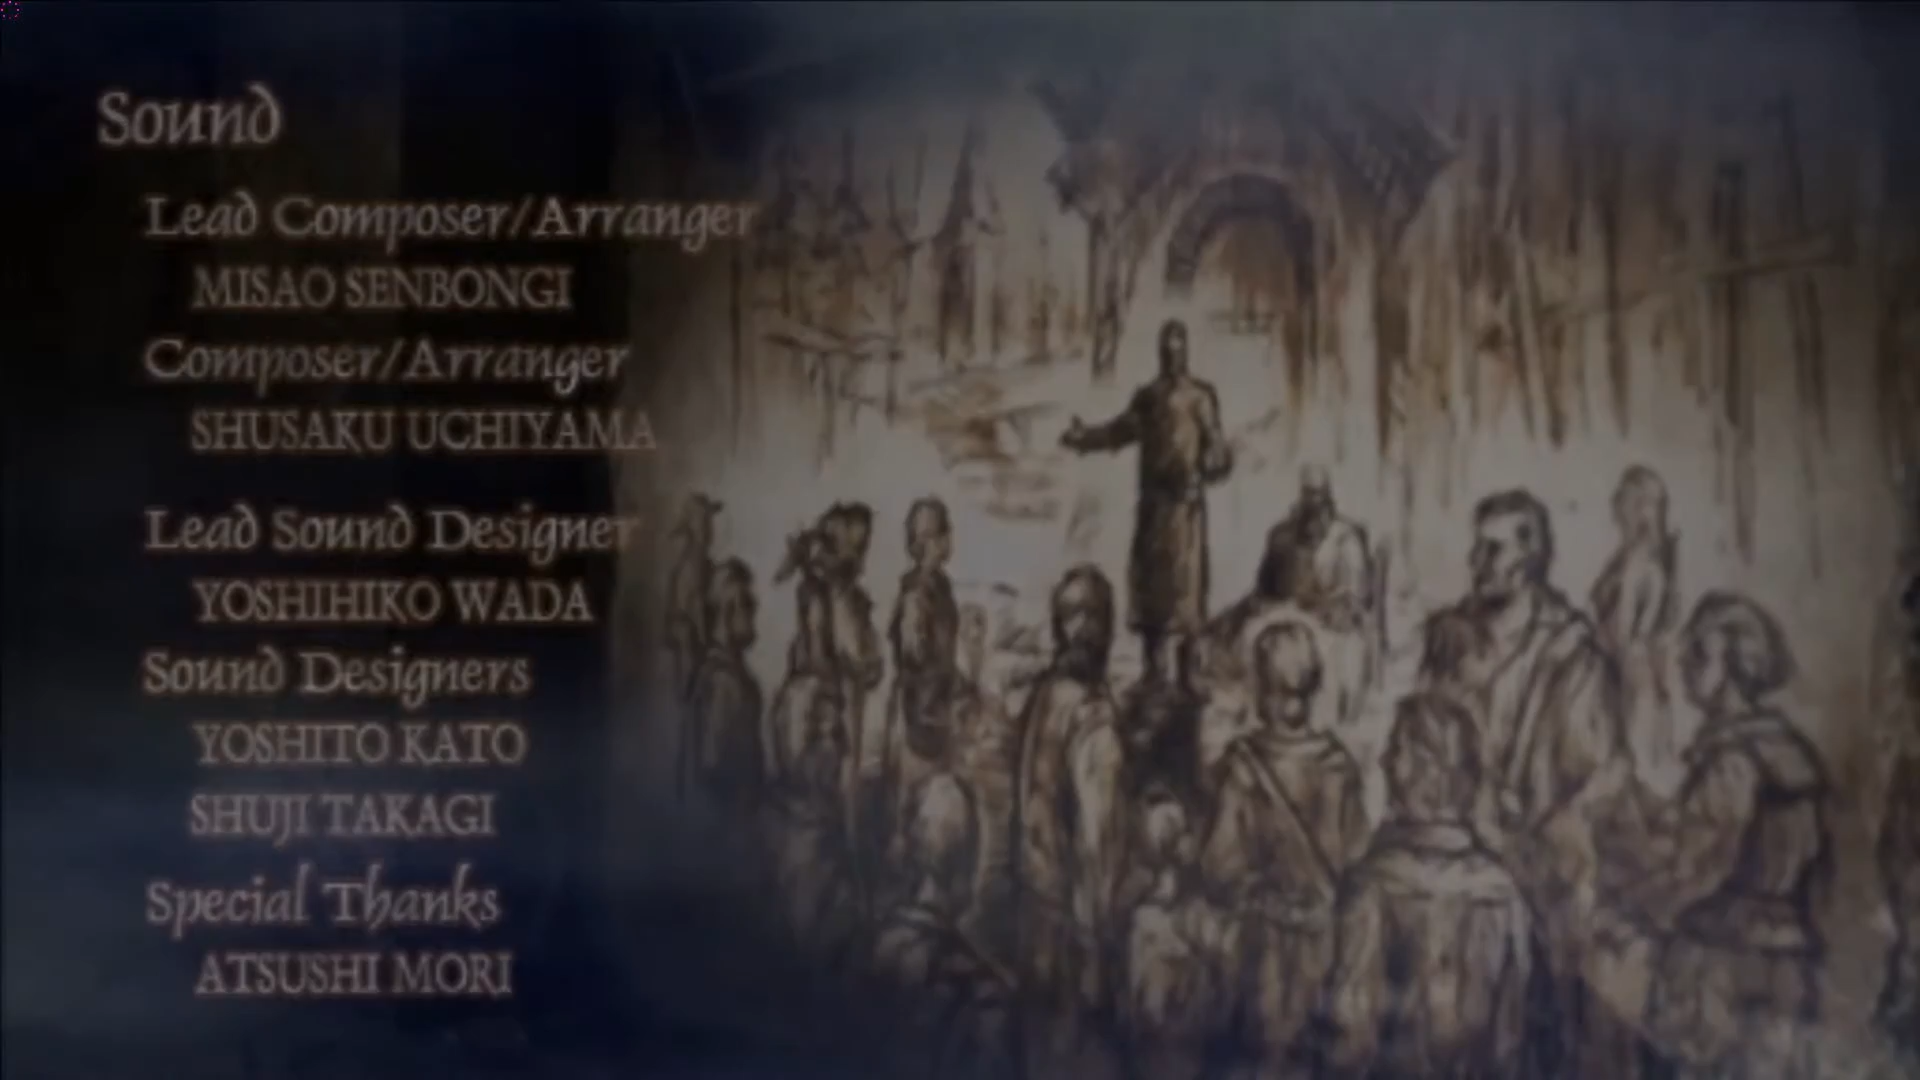 Sound
Lead Composer/Arranger
MISAO SENBONGI
Composer/Arranger
SHUSAKU UCHIYAMA
Lead Sound Designer
YOSHIHIKO WADA
Sound Designers
YOSHITO KATO
SHUJI TAKAGI
Special Thanks
ATSUSHI MORI